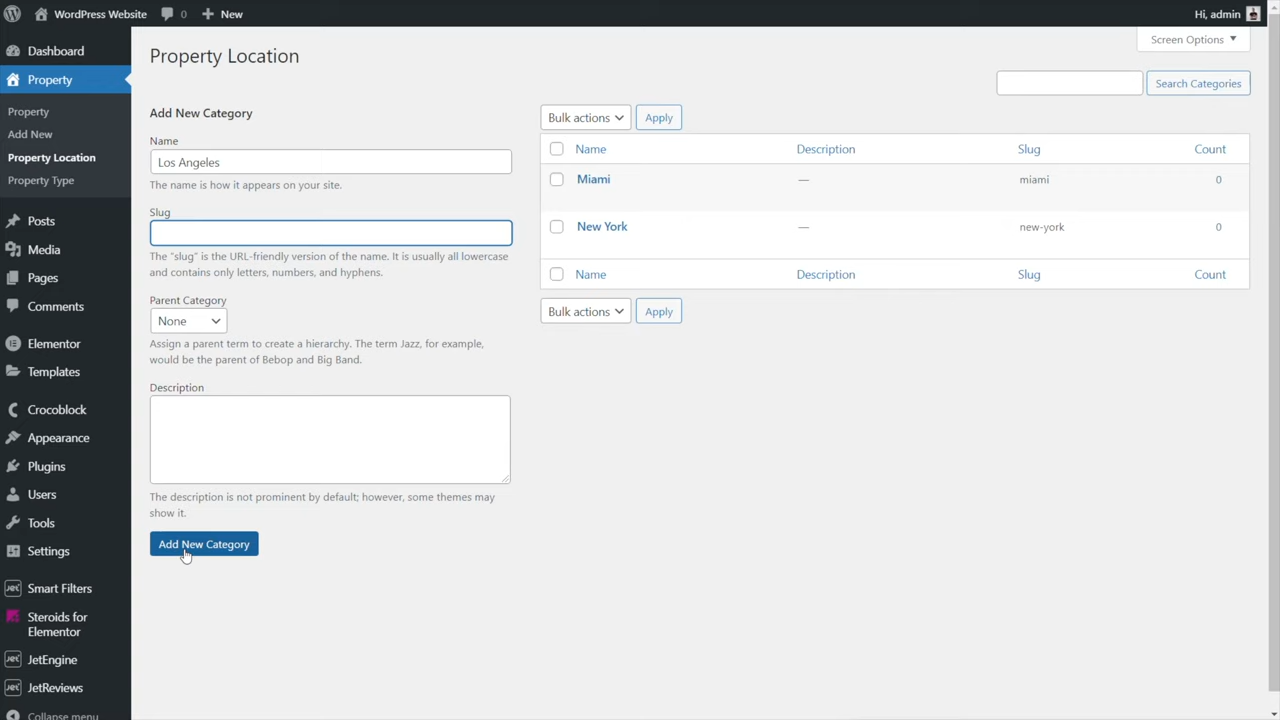 WordPress Website
0
New
Hi, admin
Dashboard
Property
Property
Add New
Property Location
Property Type
Posts
Media
Pages
Comments
Elementor
Templates
Crocoblock
Appearance
Plugins
Users
Tools
Settings
Smart Filters
Steroids for
Elementor
JetEngine
JetReviews
Collapse menu
Screen Options
Property Location
Search Categories
Add New Category
Name
Los Angeles
The name is how it appears on your site.
Slug
The “slug” is the URL-friendly version of the name. It is usually all lowercase
and contains only letters, numbers, and hyphens.
Parent Category
None
Assign a parent term to create a hierarchy. The term Jazz, for example,
would be the parent of Bebop and Big Band.
Description
The description is not prominent by default; however, some themes may
show it.
Add New Category
Bulk actions Apply
Name Description Slug Count
Miami — miami 0
New York — new-york 0
Name Description Slug Count
Bulk actions Apply